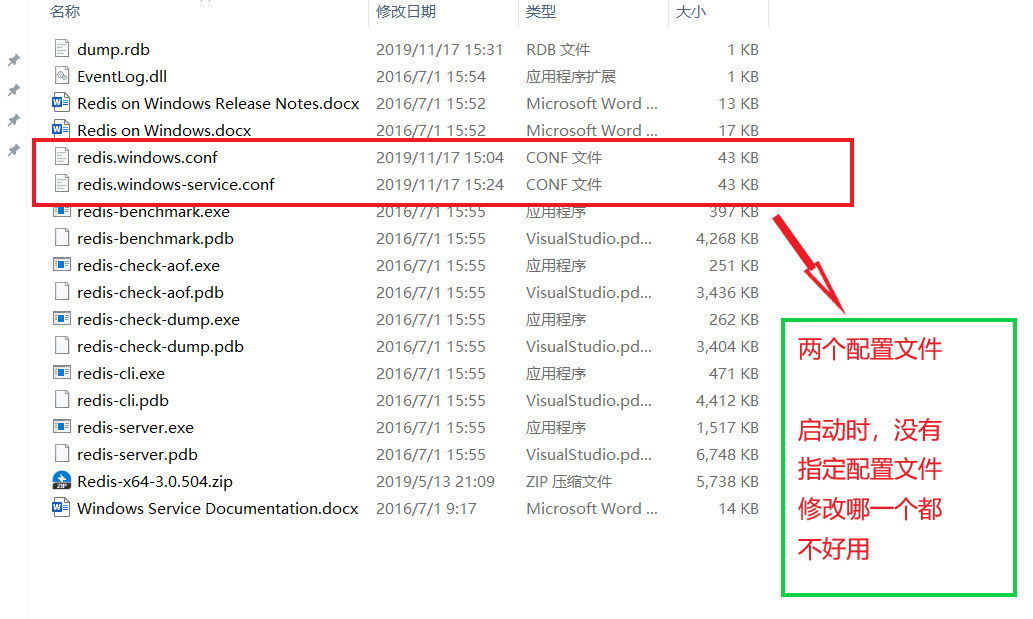 名称 修改日期 类型 大小
dump.rdb 2019/11/17 15:31 RDB 文件 1 KB
EventLog.dll 2016/7/1 15:54 应用程序扩展 1 KB
Redis on Windows Release Notes.docx 2016/7/1 15:52 Microsoft Word ... 13 KB
Redis on Windows.docx 2016/7/1 15:52 Microsoft Word ... 17 KB
redis.windows.conf 2019/11/17 15:04 CONF 文件 43 KB
redis.windows-service.conf 2019/11/17 15:24 CONF 文件 43 KB
redis-benchmark.exe 2016/7/1 15:55 应用程序 397 KB
redis-benchmark.pdb 2016/7/1 15:55 VisualStudio.pd... 4,268 KB
redis-check-aof.exe 2016/7/1 15:55 应用程序 251 KB
redis-check-aof.pdb 2016/7/1 15:55 VisualStudio.pd... 3,436 KB
redis-check-dump.exe 2016/7/1 15:55 应用程序 262 KB
redis-check-dump.pdb 2016/7/1 15:55 VisualStudio.pd... 3,404 KB
redis-cli.exe 2016/7/1 15:55 应用程序 471 KB
redis-cli.pdb 2016/7/1 15:55 VisualStudio.pd... 4,412 KB
redis-server.exe 2016/7/1 15:55 应用程序 1,517 KB
redis-server.pdb 2016/7/1 15:55 VisualStudio.pd... 6,748 KB
Redis-x64-3.0.504.zip 2019/5/13 21:09 ZIP 压缩文件 5,738 KB
Windows Service Documentation.docx 2016/7/1 9:17 Microsoft Word ... 14 KB
两个配置文件
启动时，没有
指定配置文件
修改哪一个都
不好用